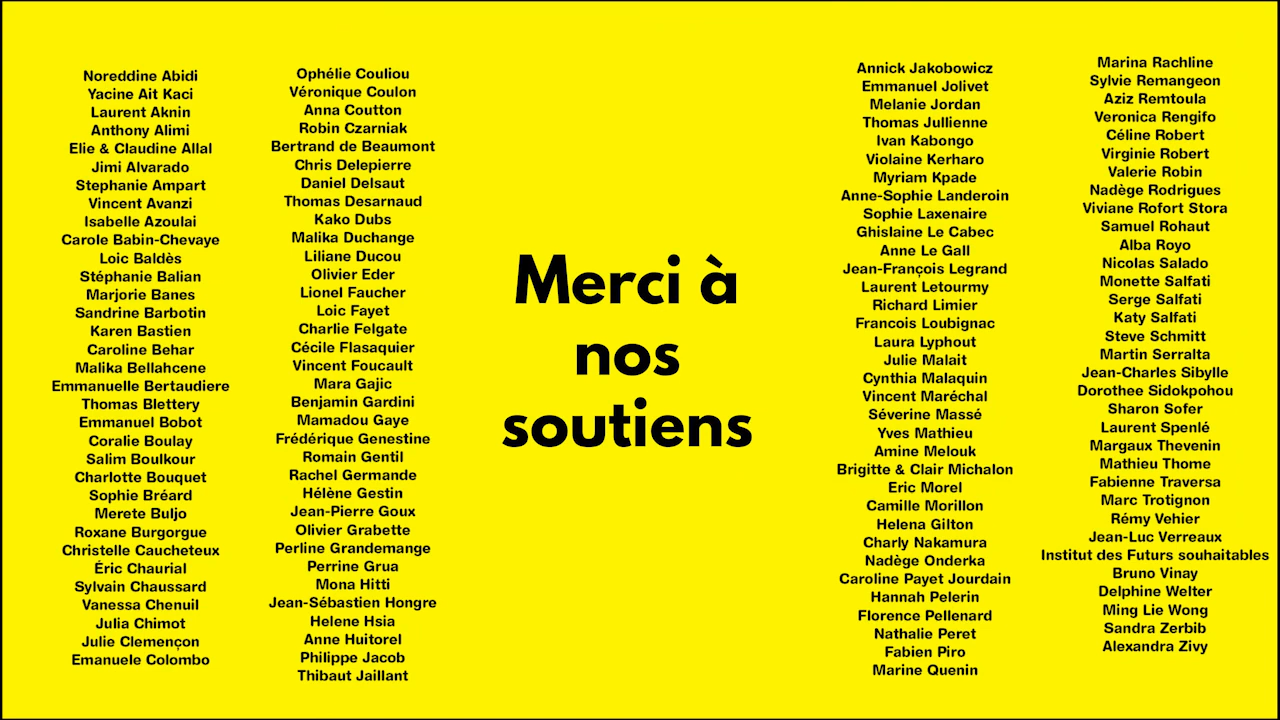 Noreddine Abidi
Yacine Ait Kaci
Laurent Aknin
Anthony Alimi
Elie & Claudine Allal
Jimi Alvarado
Stephanie Ampart
Vincent Avanzi
Isabelle Azoulai
Carole Babin-Chevaye
Loic Baldès
Stéphanie Balian
Marjorie Banes
Sandrine Barbotin
Karen Bastien
Caroline Behar
Malika Bellahcene
Emmanuelle Bertaudiere
Thomas Blettery
Emmanuel Bobot
Coralie Boulay
Salim Boulkour
Charlotte Bouquet
Sophie Bréard
Merete Buljo
Roxane Burgorgue
Christelle Caucheteux
Éric Chaurial
Sylvain Chaussard
Vanessa Chenuil
Julia Chimot
Julie Clemençon
Emanuele Colombo
Ophélie Couliou
Véronique Coulon
Anna Coutton
Robin Czarniak
Bertrand de Beaumont
Chris Delepierre
Daniel Delsaut
Thomas Desarnaud
Kako Dubs
Malika Duchange
Liliane Ducou
Olivier Eder
Lionel Faucher
Loic Fayet
Charlie Felgate
Cécile Flasaquier
Vincent Foucault
Mara Gajic
Benjamin Gardini
Mamadou Gaye
Frédérique Genestine
Romain Gentil
Rachel Germande
Hélène Gestin
Jean-Pierre Goux
Olivier Grabette
Perline Grandemange
Perrine Grua
Mona Hitti
Jean-Sébastien Hongre
Helene Hsia
Anne Huitorel
Philippe Jacob
Thibaut Jaillant
Merci à
nos
soutiens
Annick Jakobowicz
Emmanuel Jolivet
Melanie Jordan
Thomas Jullienne
Ivan Kabongo
Violaine Kerharo
Myriam Kpade
Anne-Sophie Landeroin
Sophie Laxenaire
Ghislaine Le Cabec
Anne Le Gall
Jean-François Legrand
Laurent Letourmy
Richard Limier
Francois Loubignac
Laura Lyphout
Julie Malait
Cynthia Malaquin
Vincent Maréchal
Séverine Massé
Yves Mathieu
Amine Melouk
Brigitte & Clair Michalon
Eric Morel
Camille Morillon
Helena Gilton
Charly Nakamura
Nadège Onderka
Caroline Payet Jourdain
Hannah Pelerin
Florence Pellenard
Nathalie Peret
Fabien Piro
Marine Quenin
Marina Rachline
Sylvie Remangeon
Aziz Remtoula
Veronica Rengifo
Céline Robert
Virginie Robert
Valerie Robin
Nadège Rodrigues
Viviane Rofort Stora
Samuel Rohaut
Alba Royo
Nicolas Salado
Monette Salfati
Serge Salfati
Katy Salfati
Steve Schmitt
Martin Serralta
Jean-Charles Sibylle
Dorothee Sidokpohou
Sharon Sofer
Laurent Spenlé
Margaux Thevenin
Mathieu Thome
Fabienne Traversa
Marc Trotignon
Rémy Vehier
Jean-Luc Verreaux
Institut des Futurs souhaitables
Bruno Vinay
Delphine Welter
Ming Lie Wong
Sandra Zerbib
Alexandra Zivy